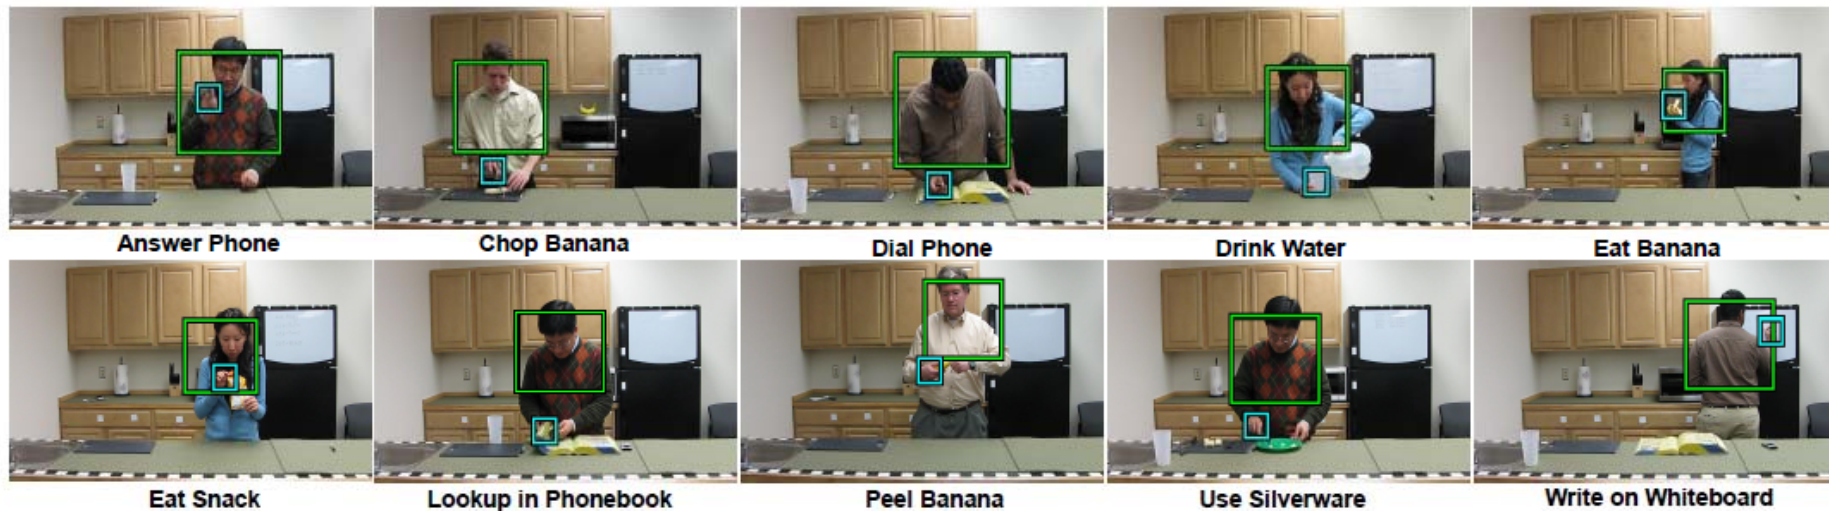 Answer Phone
Chop Banana
Dial Phone
Drink Water
Eat Banana
Eat Snack
Lookup in Phonebook
Peel Banana
Use Silverware
Write on Whiteboard